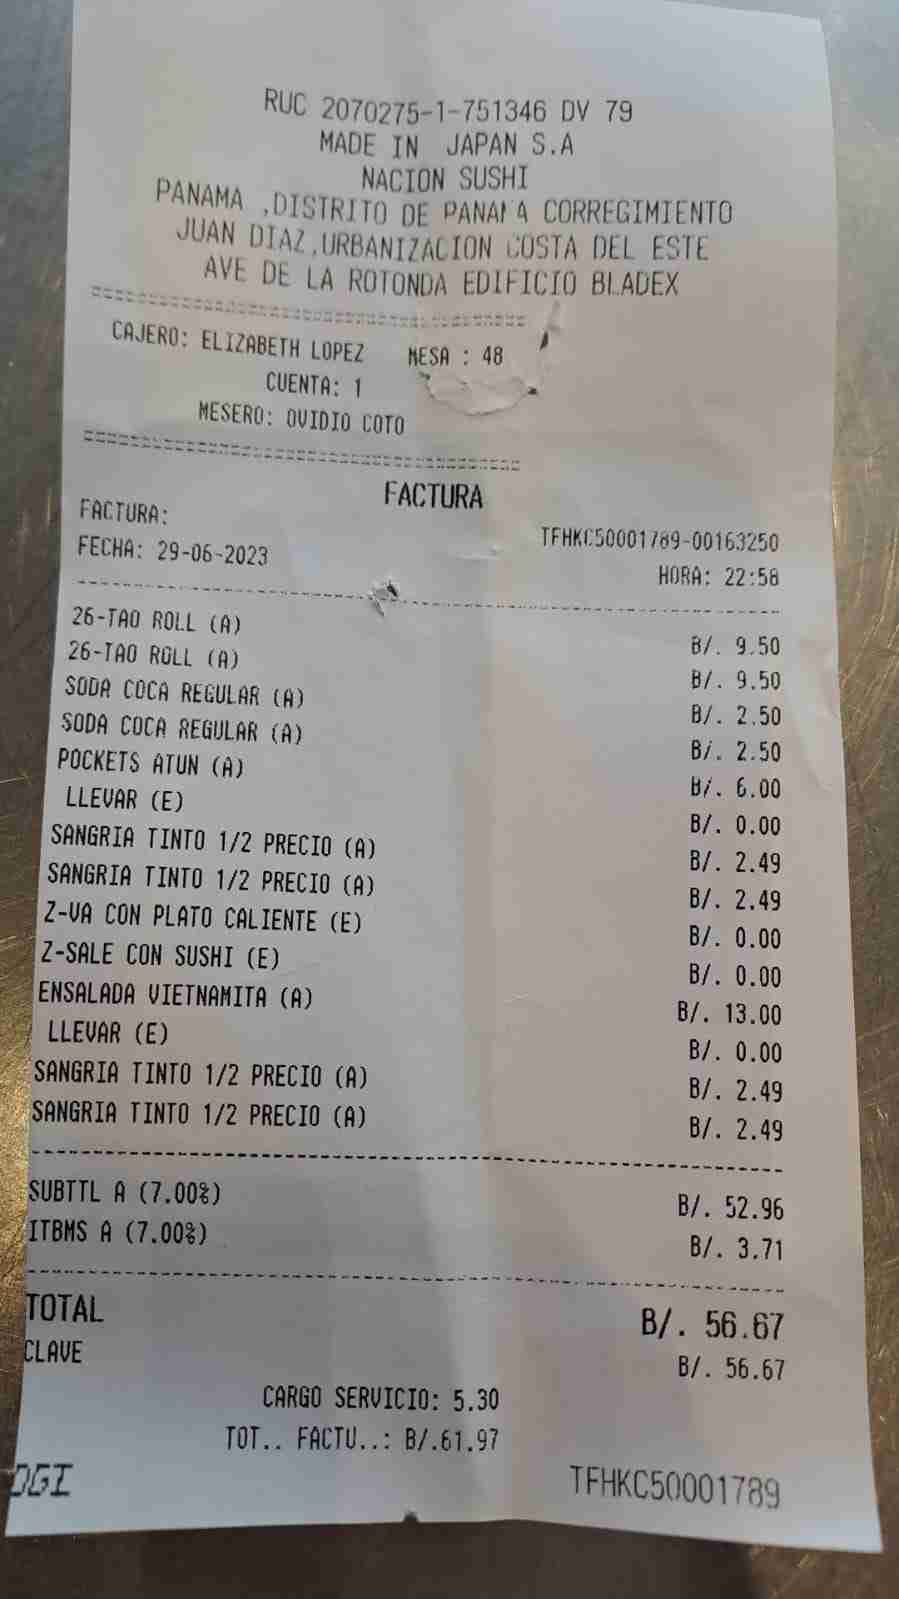 RUC 2070275-1-751346 DV 79
MADE IN JAPAN S.A
NACION SUSHI
PANAMA ,DISTRITO DE PANAMA CORREGIMIENTO
JUAN DIAZ,URBANIZACION COSTA DEL ESTE
AVE DE LA ROTONDA EDIFICIO BLADEX
CAJERO: ELIZABETH LOPEZ MESA : 48
CUENTA: 1
MESERO: OVIDIO COTO
FACTURA
FACTURA: TFHKC50001789-00163250
FECHA: 29-06-2023 HORA: 22:58
26-TAO ROLL (A) B/. 9.50
26-TAO ROLL (A) B/. 9.50
SODA COCA REGULAR (A) B/. 2.50
SODA COCA REGULAR (A) B/. 2.50
POCKETS ATUN (A) B/. 6.00
LLEVAR (E) B/. 0.00
SANGRIA TINTO 1/2 PRECIO (A) B/. 2.49
SANGRIA TINTO 1/2 PRECIO (A) B/. 2.49
Z-VA CON PLATO CALIENTE (E) B/. 0.00
Z-SALE CON SUSHI (E) B/. 0.00
ENSALADA VIETNAMITA (A) B/. 13.00
LLEVAR (E) B/. 0.00
SANGRIA TINTO 1/2 PRECIO (A) B/. 2.49
SANGRIA TINTO 1/2 PRECIO (A) B/. 2.49
SUBTTL A (7.00%) B/. 52.96
ITBMS A (7.00%) B/. 3.71
TOTAL B/. 56.67
CLAVE B/. 56.67
CARGO SERVICIO: 5.30
TOT.. FACTU..: B/.61.97
DGI TFHKC50001789